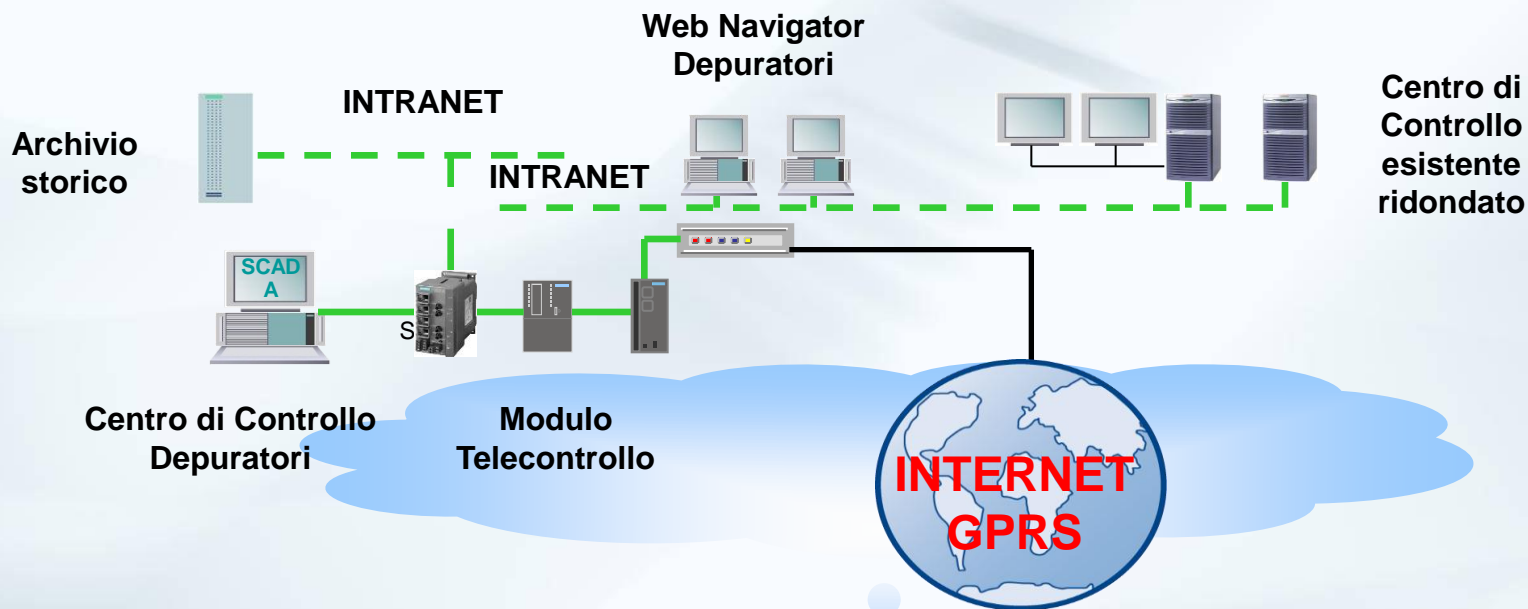 Web Navigator
Depuratori
INTRANET
Archivio
storico
INTRANET
Centro di
Controllo
esistente
ridondato
SCAD
A
S
Centro di Controllo
Depuratori
Modulo
Telecontrollo
INTERNET
GPRS